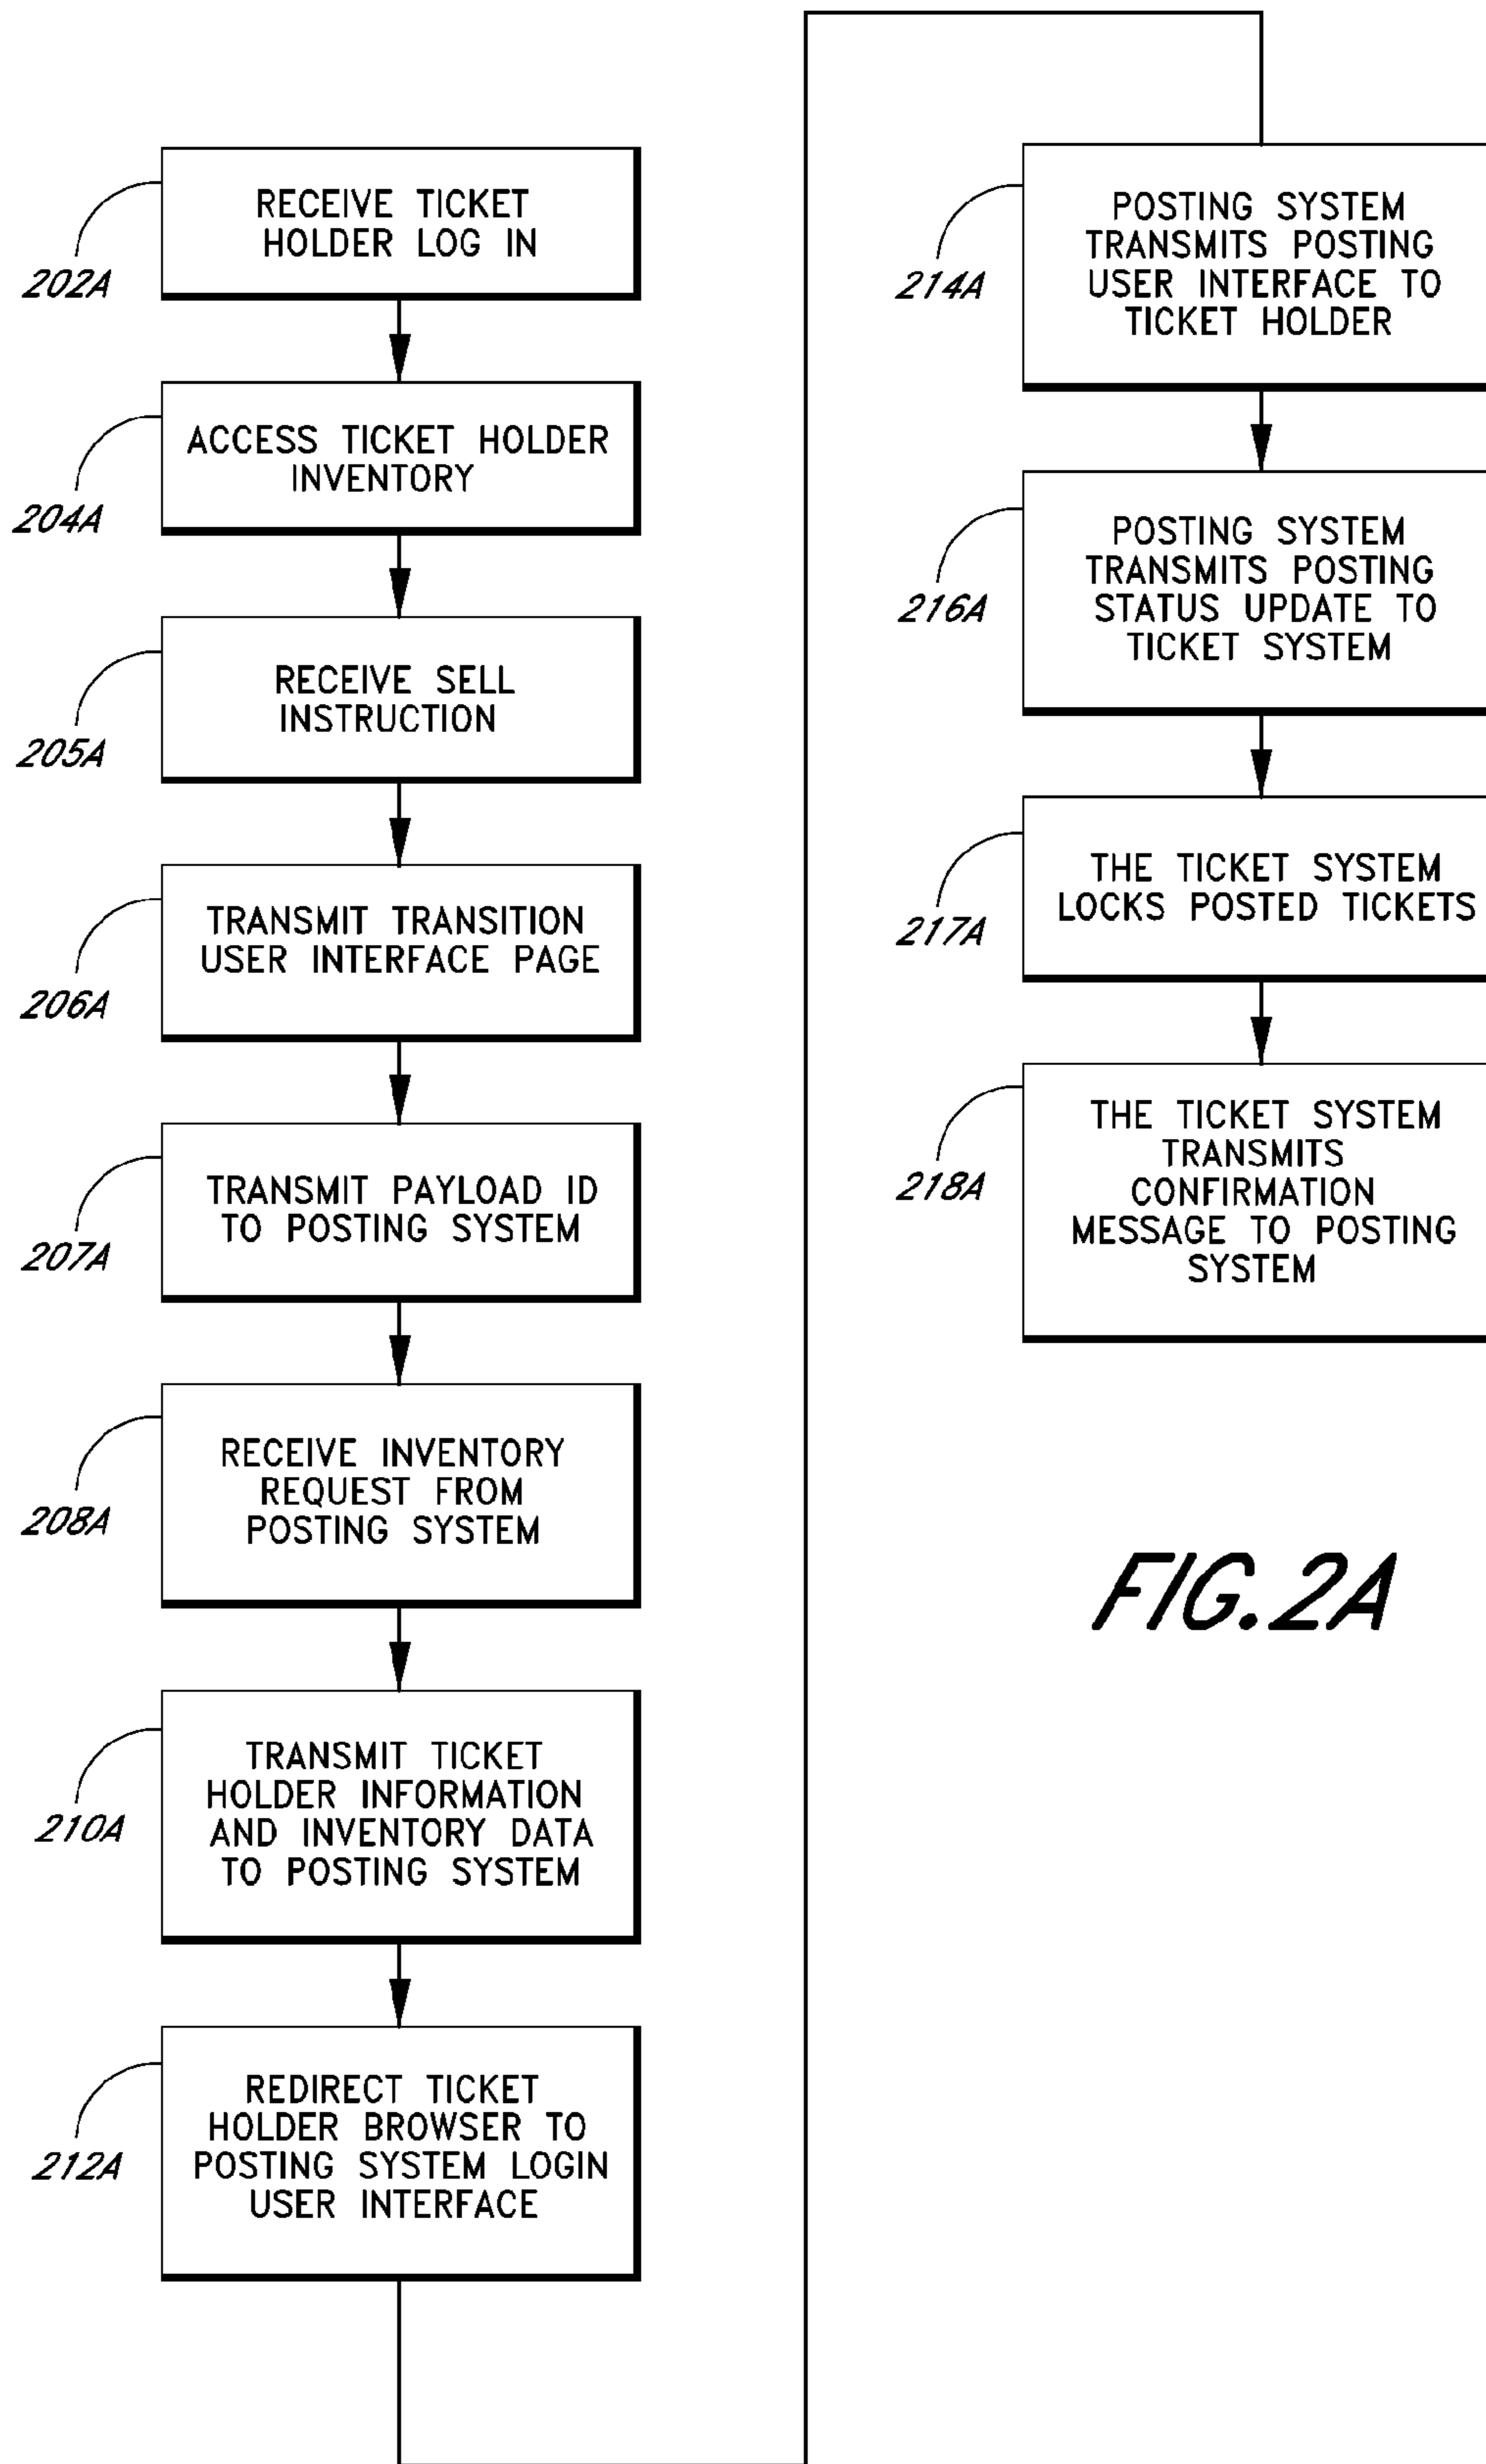 RECEIVE TICKET
HOLDER LOG IN
202A
ACCESS TICKET HOLDER
INVENTORY
204A
RECEIVE SELL
INSTRUCTION
205A
TRANSMIT TRANSITION
USER INTERFACE PAGE
206A
TRANSMIT PAYLOAD ID
TO POSTING SYSTEM
207A
RECEIVE INVENTORY
REQUEST FROM
POSTING SYSTEM
208A
TRANSMIT TICKET
HOLDER INFORMATION
AND INVENTORY DATA
TO POSTING SYSTEM
210A
REDIRECT TICKET
HOLDER BROWSER TO
POSTING SYSTEM LOGIN
USER INTERFACE
212A
POSTING SYSTEM
TRANSMITS POSTING
USER INTERFACE TO
TICKET HOLDER
214A
POSTING SYSTEM
TRANSMITS POSTING
STATUS UPDATE TO
TICKET SYSTEM
216A
THE TICKET SYSTEM
LOCKS POSTED TICKETS
217A
THE TICKET SYSTEM
TRANSMITS
CONFIRMATION
MESSAGE TO POSTING
SYSTEM
218A
FIG.2A